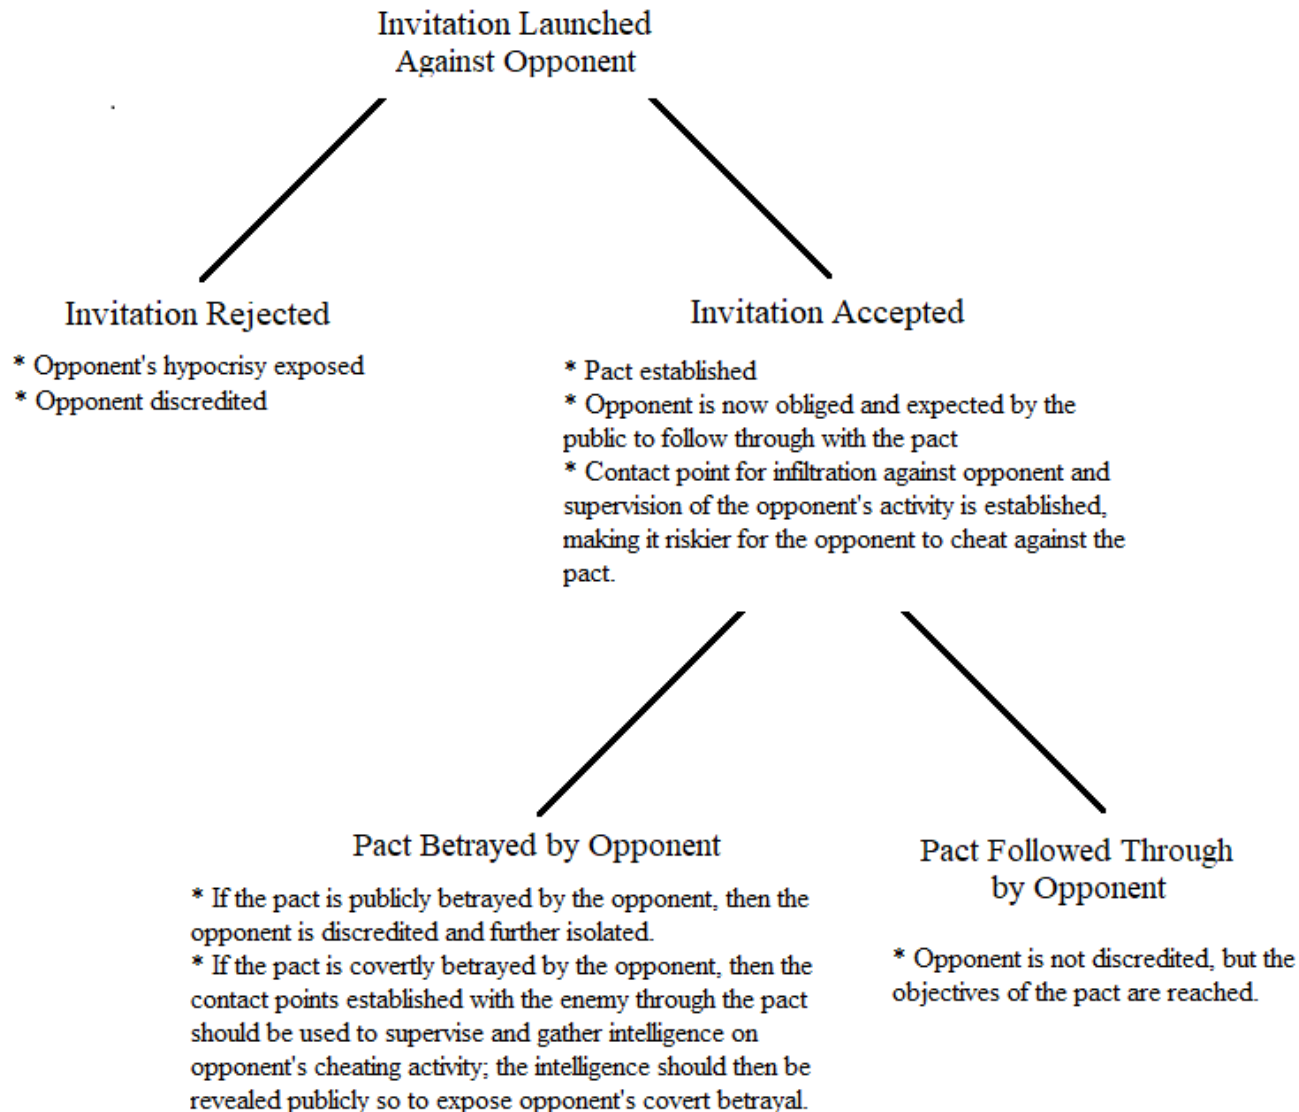 Invitation Launched
Against Opponent
Invitation Rejected
* Opponent's hypocrisy exposed
* Opponent discredited
Invitation Accepted
* Pact established
* Opponent is now obliged and expected by the
public to follow through with the pact
* Contact point for infiltration against opponent and
supervision of the opponent's activity is established,
making it riskier for the opponent to cheat against the
pact.
Pact Betrayed by Opponent
* If the pact is publicly betrayed by the opponent, then the
opponent is discredited and further isolated.
* If the pact is covertly betrayed by the opponent, then the
contact points established with the enemy through the pact
should be used to supervise and gather intelligence on
opponent's cheating activity; the intelligence should then be
revealed publicly so to expose opponent's covert betrayal.
Pact Followed Through
by Opponent
* Opponent is not discredited, but the
objectives of the pact are reached.